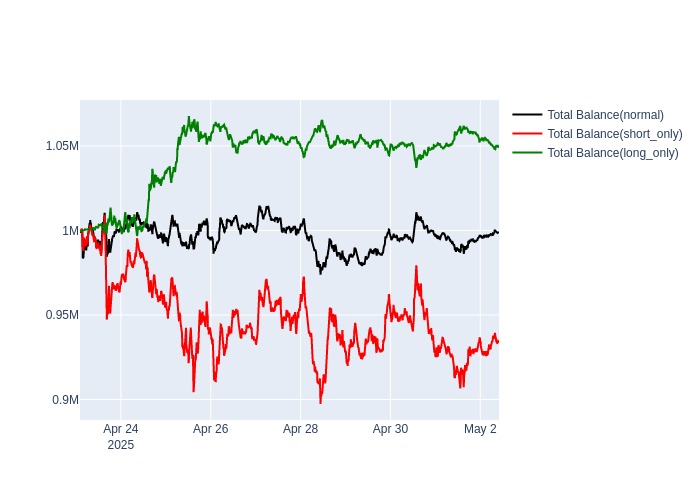 Total Balance(normal)
Total Balance(short_only)
Total Balance(long_only)
1.05M
1M
0.95M
0.9M
Apr 24
2025
Apr 26
Apr 28
Apr 30
May 2